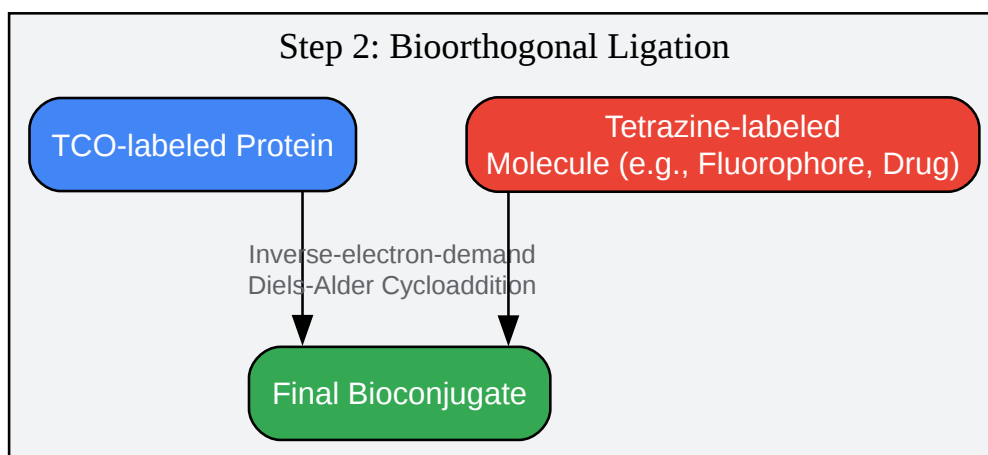 Step 2: Bioorthogonal Ligation
TCO-labeled Protein
Tetrazine-labeled
Molecule (e.g., Fluorophore, Drug)
Inverse-electron-demand
Diels-Alder Cycloaddition
Final Bioconjugate